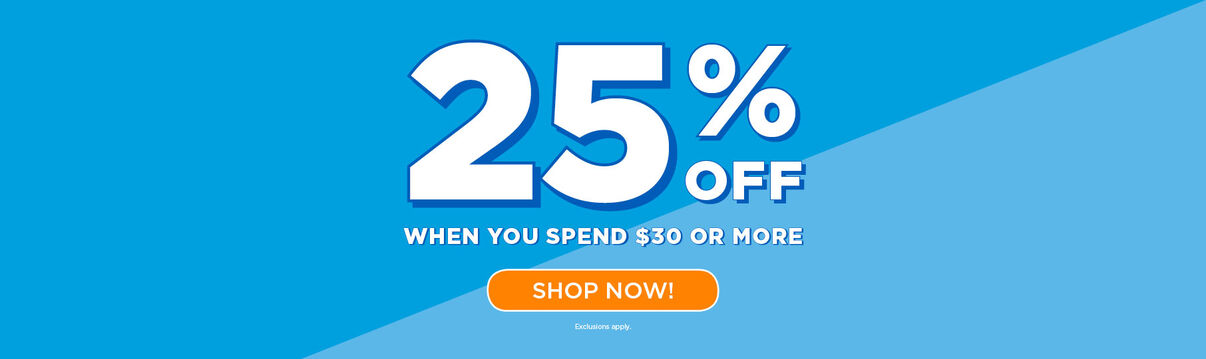 25%
OFF
WHEN YOU SPEND $30 OR MORE
SHOP NOW!
Exclusions apply.